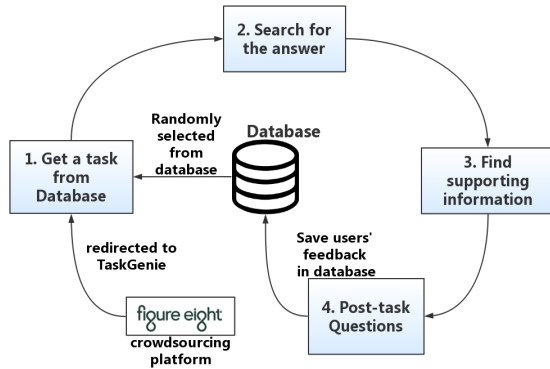 2. Search for
the answer
Randomly
selected
from
database
Database
1. Get a task
from
Database
3. Find
supporting
information
redirected to
TaskGenie
Save users'
feedback
in database
4. Post-task
Questions
figure eight
crowdsourcing
platform